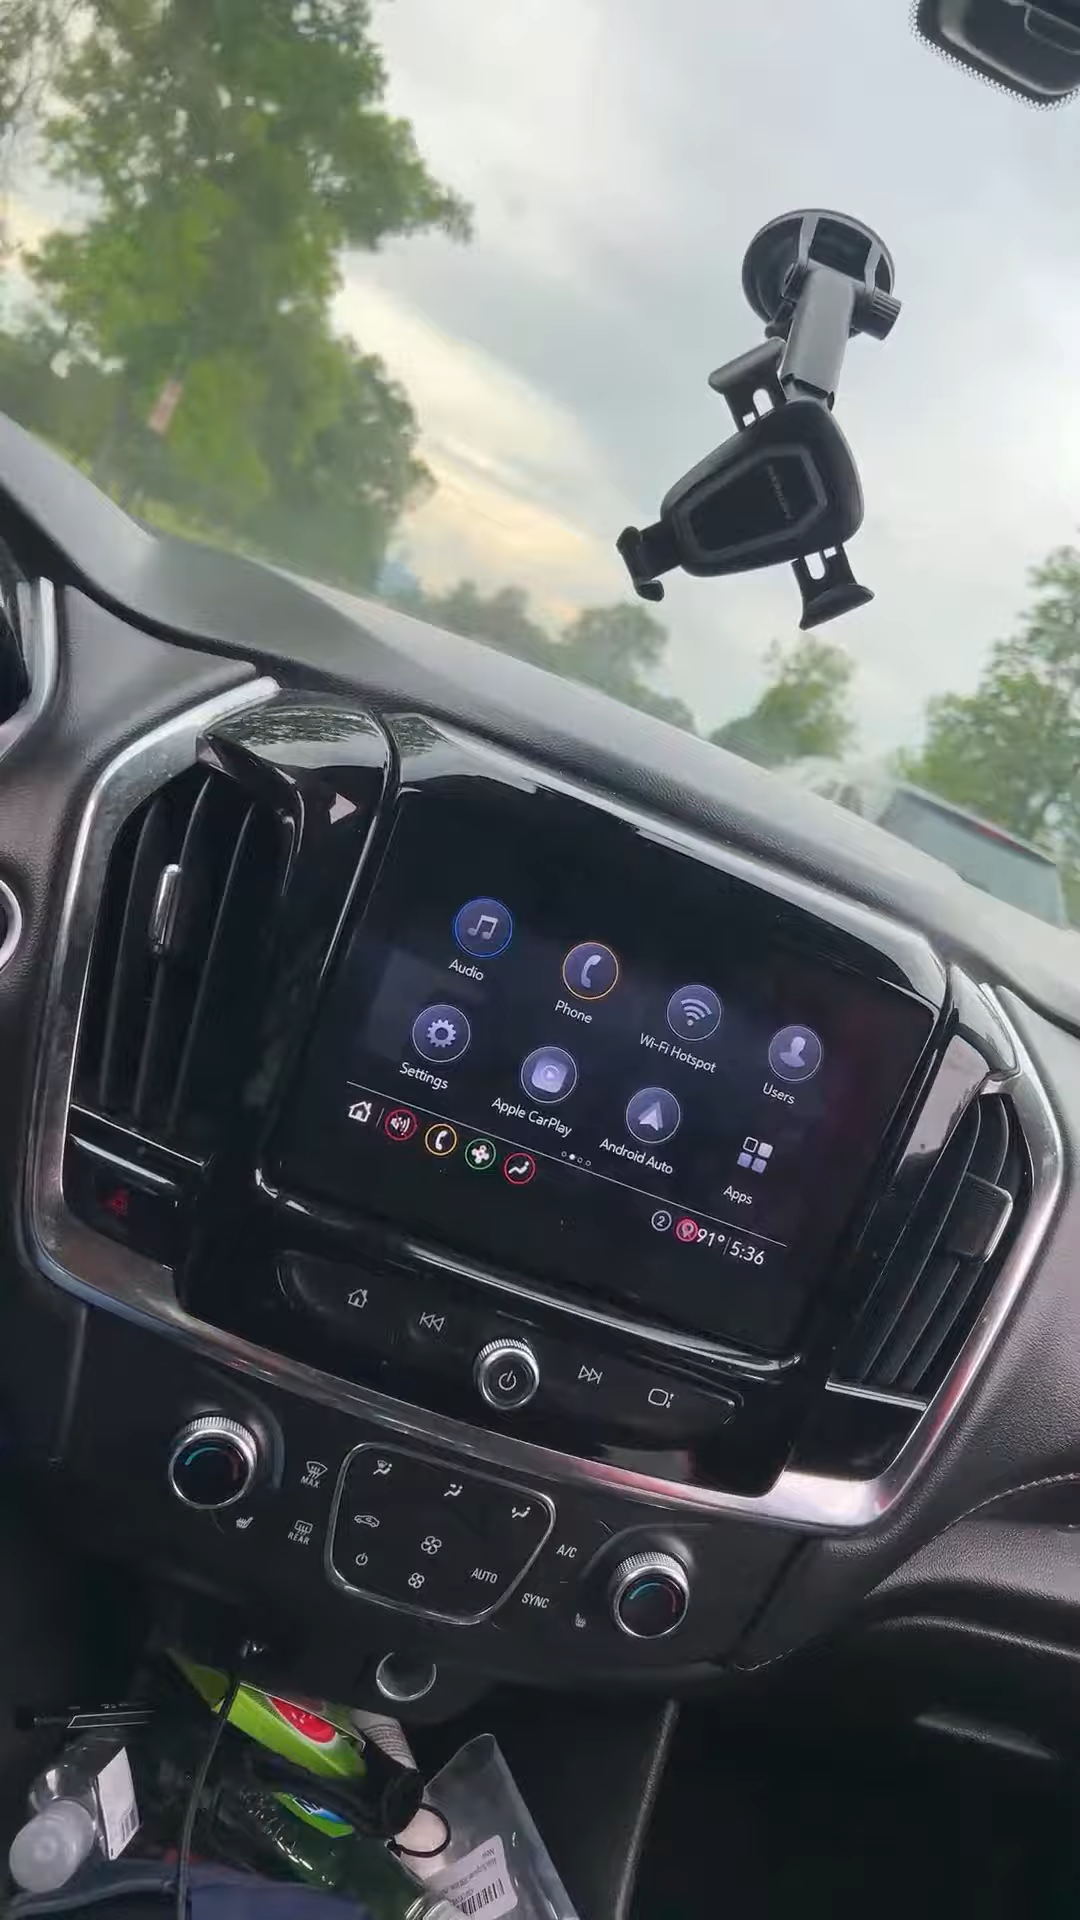 Audio
Phone
Wi-Fi Hotspot
Users
Settings
Apple CarPlay
Android Auto
Apps
2 91° 5:36
MAX
REAR
AUTO
A/C
SYNC